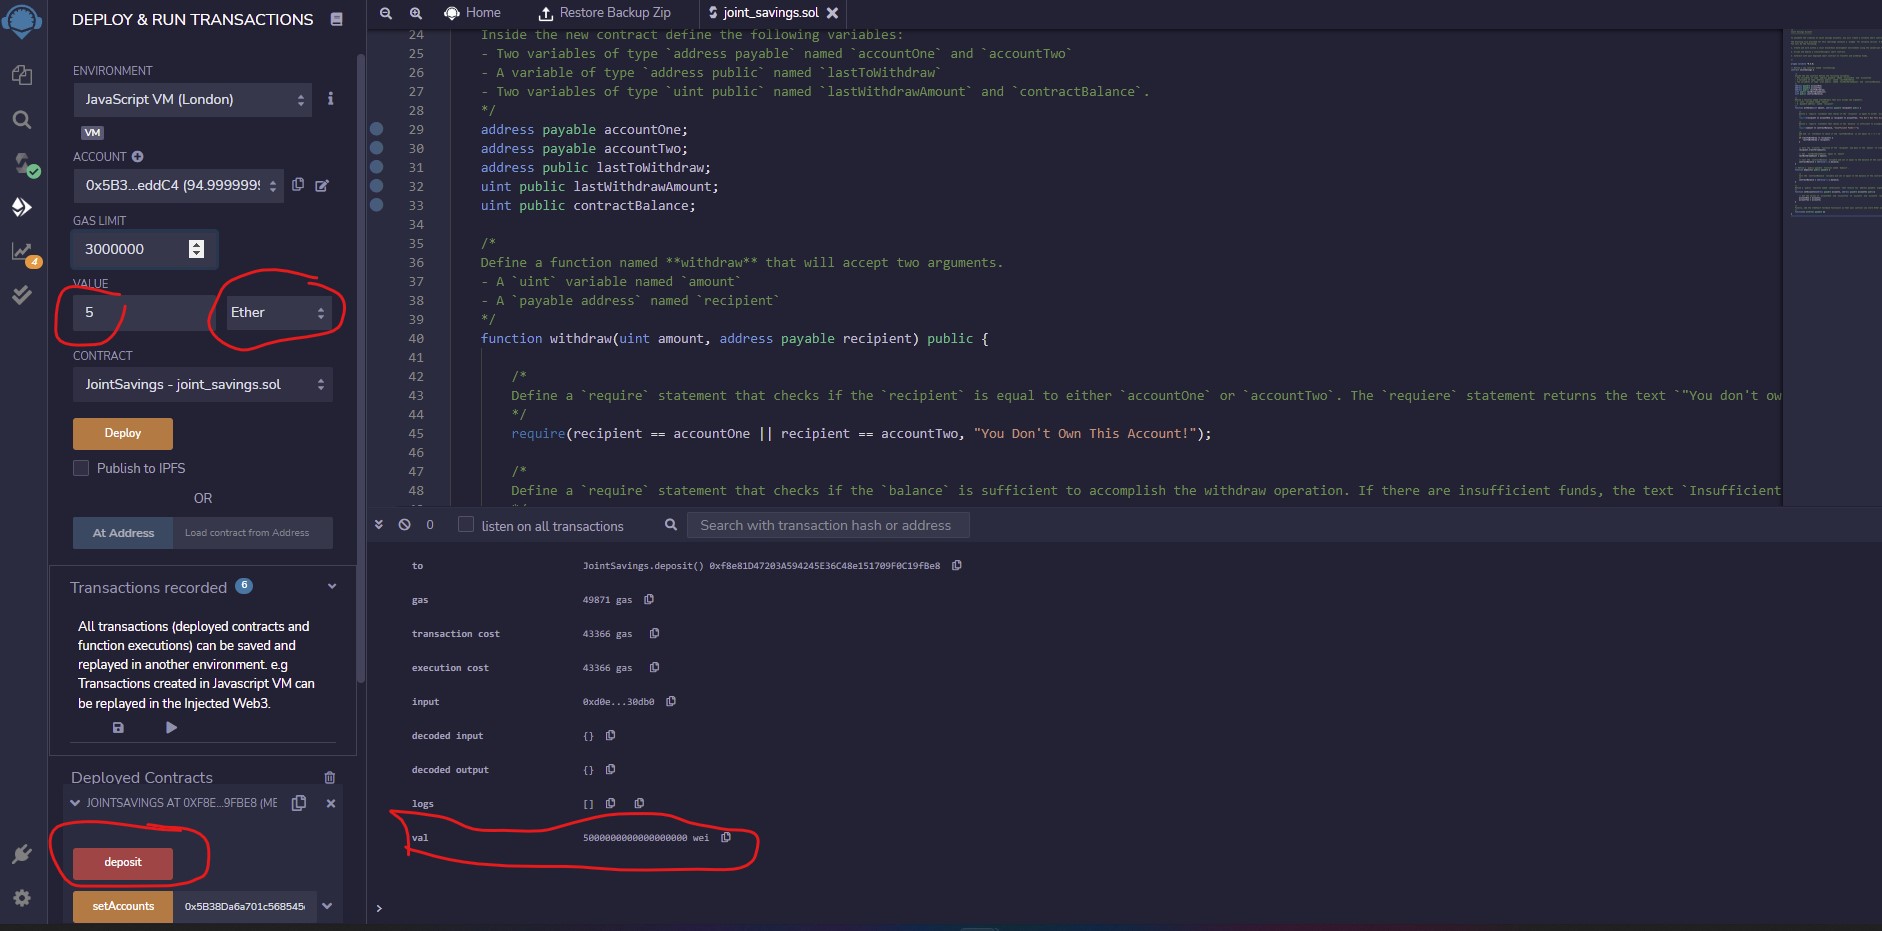 DEPLOY & RUN TRANSACTIONS
ENVIRONMENT
JavaScript VM (London)
VM
ACCOUNT
0x5B3...eddC4 (94.9999999
GAS LIMIT
3000000
VALUE
5
Ether
CONTRACT
JointSavings - joint_savings.sol
Deploy
Publish to IPFS
OR
At Address
Load contract from Address
Transactions recorded 6
All transactions (deployed contracts and
function executions) can be saved and
replayed in another environment. e.g
Transactions created in Javascript VM can
be replayed in the Injected Web3.
Deployed Contracts
JOINTSAVINGS AT 0XF8E...9FBE8 (ME
deposit
setAccounts
0x5B38Da6a701c568545
4
Home
Restore Backup Zip
joint_savings.sol
24 Inside the new contract define the following variables:
25 - Two variables of type `address payable` named `accountOne` and `accountTwo`
26 - A variable of type `address public` named `lastToWithdraw`
27 - Two variables of type `uint public` named `lastWithdrawAmount` and `contractBalance`.
28 */
29 address payable accountOne;
30 address payable accountTwo;
31 address public lastToWithdraw;
32 uint public lastWithdrawAmount;
33 uint public contractBalance;
34
35 /*
36 Define a function named **withdraw** that will accept two arguments.
37 - A `uint` variable named `amount`
38 - A `payable address` named `recipient`
39 */
40 function withdraw(uint amount, address payable recipient) public {
41
42 /*
43 Define a `require` statement that checks if the `recipient` is equal to either `accountOne` or `accountTwo`. The `requiere` statement returns the text `"You don't ow
44 */
45 require(recipient == accountOne || recipient == accountTwo, "You Don't Own This Account!");
46
47 /*
48 Define a `require` statement that checks if the `balance` is sufficient to accomplish the withdraw operation. If there are insufficient funds, the text `Insufficient
0
listen on all transactions
Search with transaction hash or address
to JointSavings.deposit() 0xf8e81D47203A594245E36C48e151709F0C19fBe8
gas 49871 gas
transaction cost 43366 gas
execution cost 43366 gas
input 0xd0e...30db0
decoded input {}
decoded output {}
logs []
val 5000000000000000000 wei
>